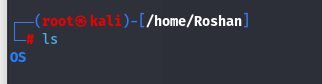 ┌──(root㉿kali)-[/home/Roshan]
└─# ls
OS